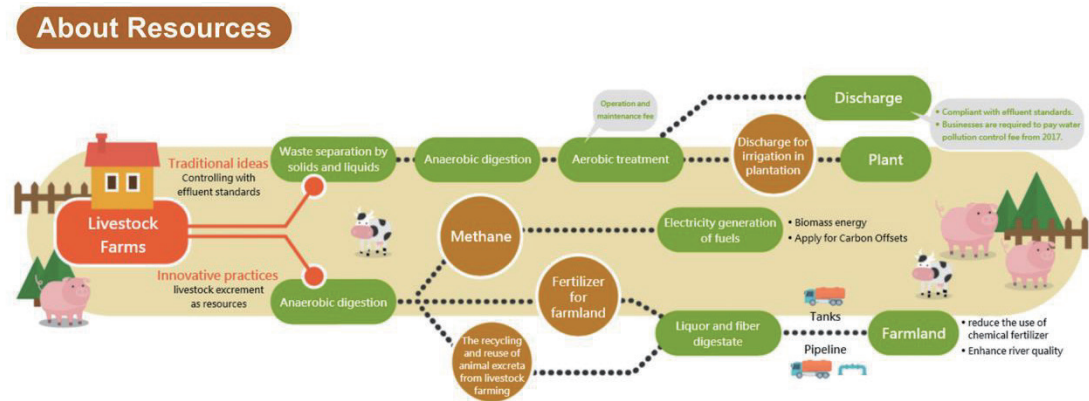 About Resources
Operation and
maintenance fee
Discharge
• Compliant with effluent standards.
• Businesses are required to pay water
pollution control fee from 2017.
Traditional ideas
Controlling with
effluent standards
Waste separation by
solids and liquids
Anaerobic digestion
Aerobic treatment
Discharge for
irrigation in
plantation
Plant
Livestock
Farms
Methane
Electricity generation
of fuels
• Biomass energy
• Apply for Carbon Offsets
Innovative practices
livestock excrement
as resources
Anaerobic digestion
Fertilizer
for
farmland
The recycling
and reuse of
animal excreta
from livestock
farming
Liquor and fiber
digestate
Tanks
Pipeline
Farmland
• reduce the use of
chemical fertilizer
• Enhance river quality